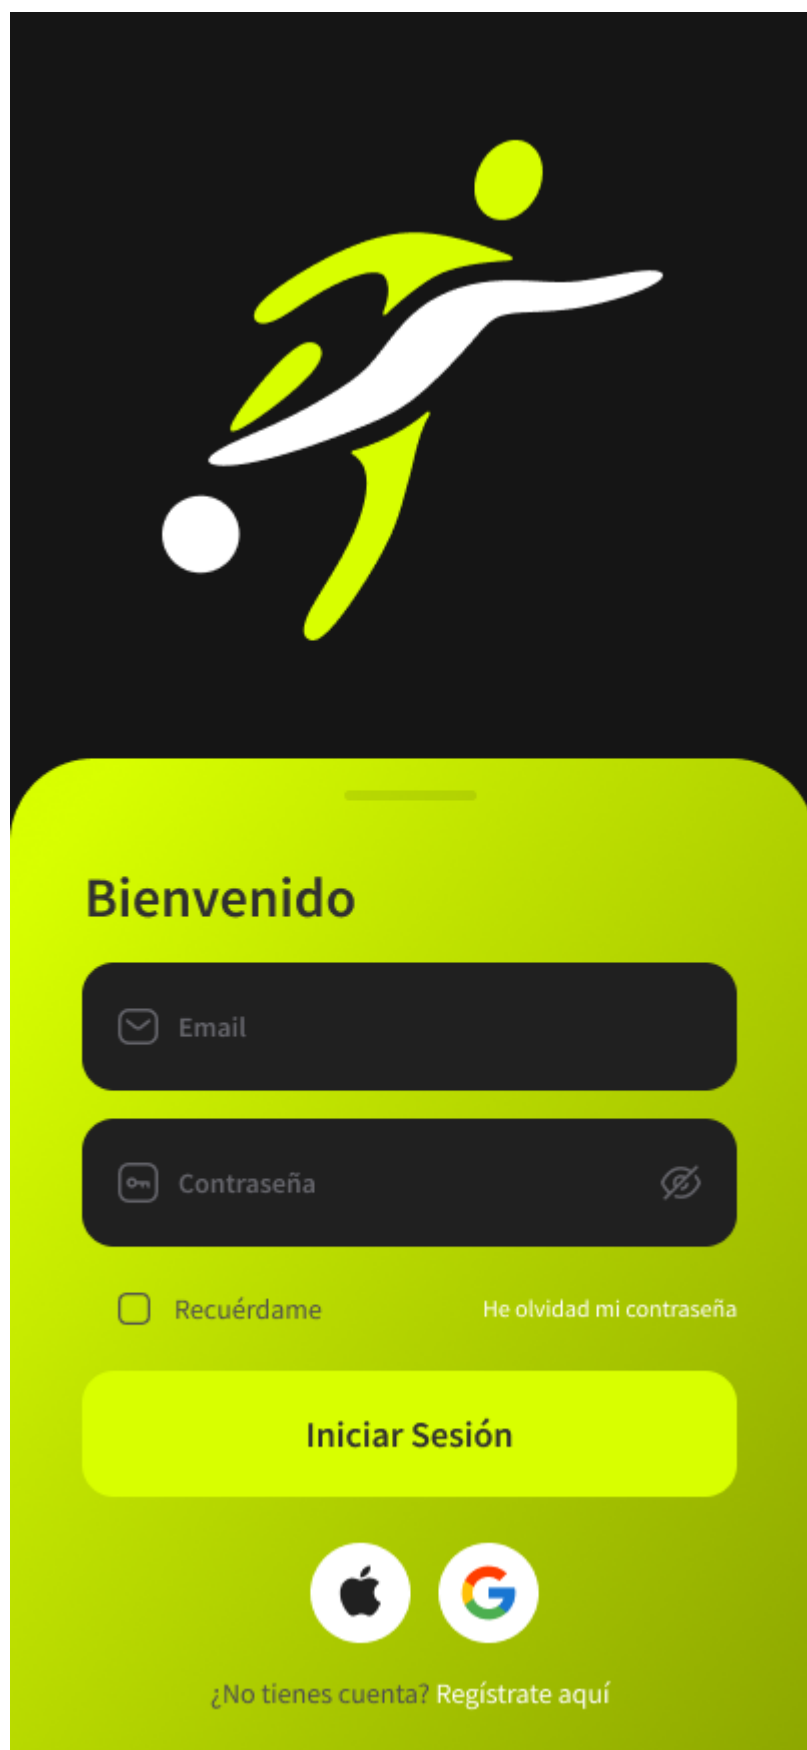 Bienvenido
Email
Contraseña
Recuérdame He olvidad mi contraseña
Iniciar Sesión
¿No tienes cuenta? Regístrate aquí